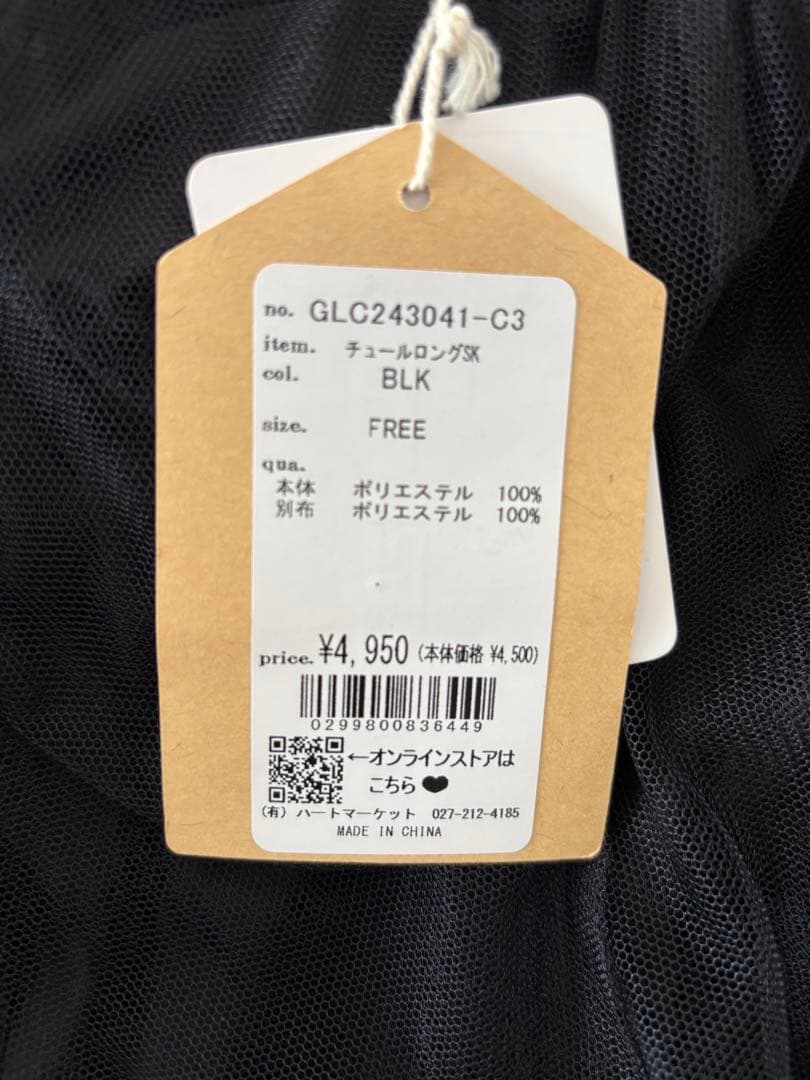 no. GLC243041-C3
item. チュールロングSK
col. BLK
size. FREE
qua.
本体 ポリエステル 100%
別布 ポリエステル 100%
price. ¥4,950 (本体価格 ¥4,500)
0299800836449
←オンラインストアは
こちら♥
(有) ハートマーケット 027-212-4185
MADE IN CHINA